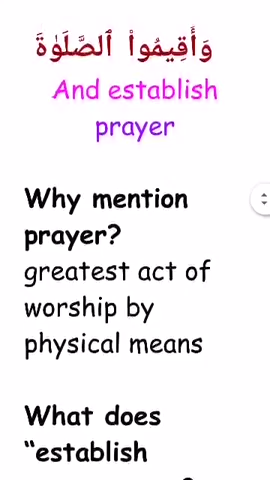 وَأَقِيمُوا۟ ٱلصَّلَوٰةَ
And establish
prayer
Why mention
prayer?
greatest act of
worship by
physical means
What does
“establish